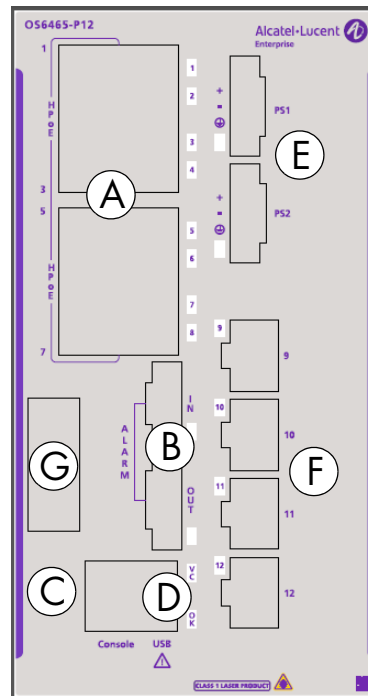 OS6465-P12
Alcatel•Lucent
Enterprise
1
1
2
+
-
PS1
HPoE
3
E
4
3
A
5
+
-
PS2
5
6
HPoE
7
8
7
9
9
IN
10
10
ALARM
B
G
F
11
OUT
11
12
VC
12
C
D
OK
Console
USB
CLASS 1 LASER PRODUCT